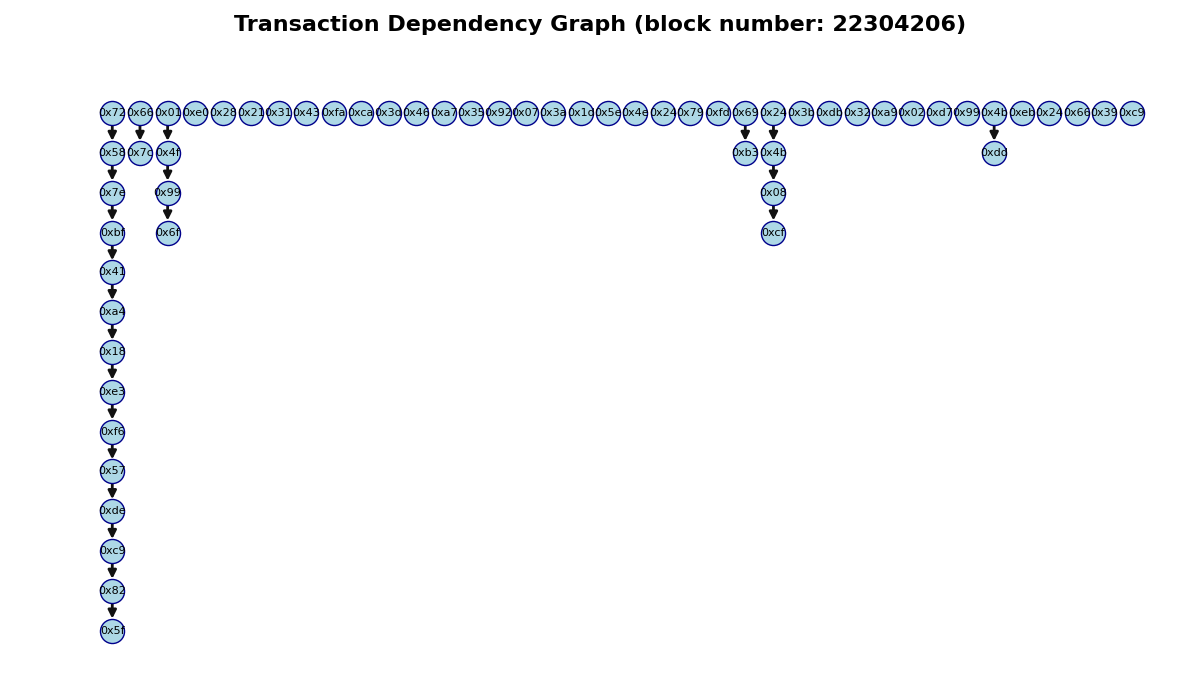 Transaction Dependency Graph (block number: 22304206)
0x72 0x66 0x01 0xe0 0x28 0x21 0x31 0x43 0xfa 0xca 0x3d 0x46 0xa7 0x35 0x92 0x07 0x3a 0x1d 0x5e 0x4e 0x24 0x79 0xfd 0x69 0x24 0x3b 0xdb 0x32 0xa9 0x02 0xd7 0x99 0x4b 0xeb 0x24 0x66 0x39 0xc9
0x58 0x7c 0x4f 0xb3 0x4b 0xdd
0x7e 0x99 0x08
0xbf 0x6f 0xcf
0x41
0xa4
0x18
0xe3
0xf6
0x57
0xde
0xc9
0x82
0x5f